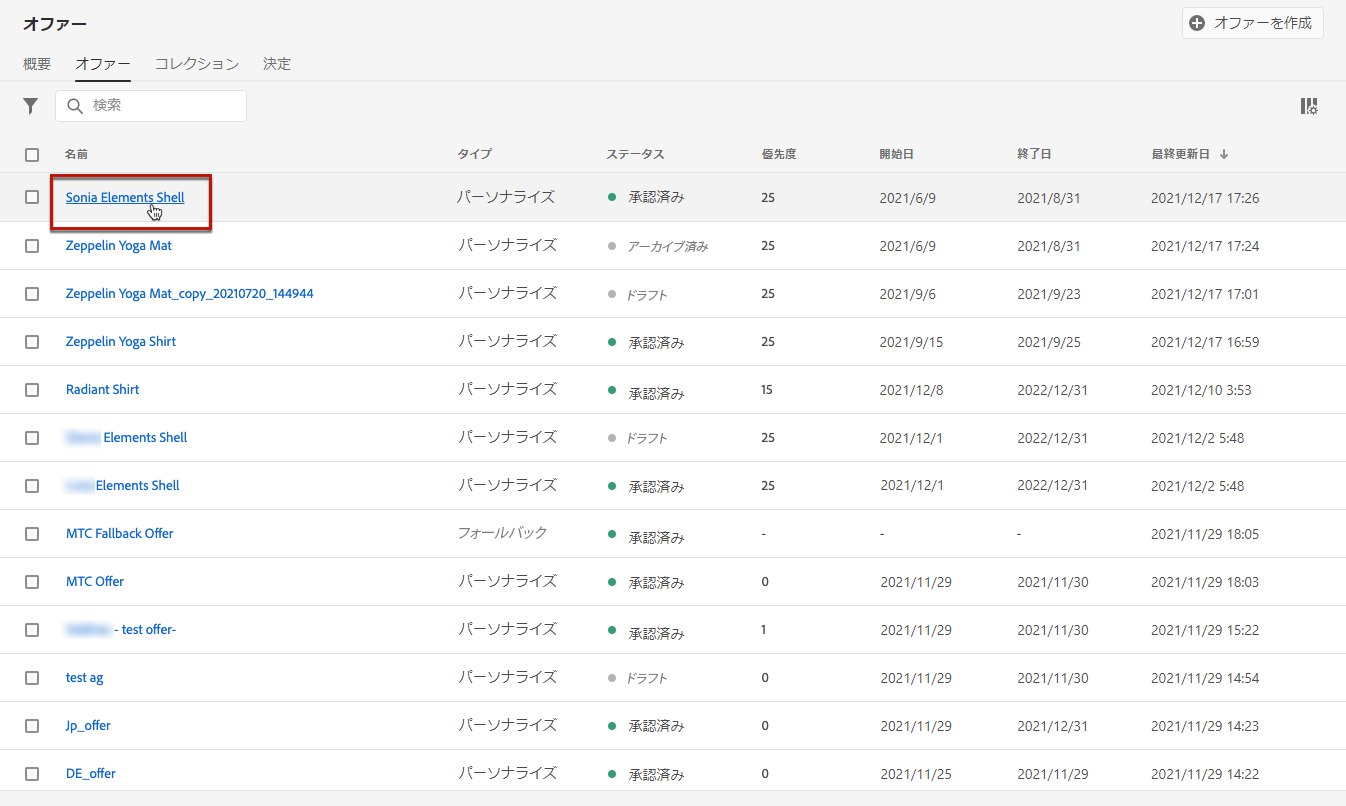 オファー
オファーを作成
概要 オファー コレクション 決定
検索
名前 タイプ ステータス 優先度 開始日 終了日 最終更新日 ↓
Sonia Elements Shell パーソナライズ 承認済み 25 2021/6/9 2021/8/31 2021/12/17 17:26
Zeppelin Yoga Mat パーソナライズ アーカイブ済み 25 2021/6/9 2021/8/31 2021/12/17 17:24
Zeppelin Yoga Mat_copy_20210720_144944 パーソナライズ ドラフト 25 2021/9/6 2021/9/23 2021/12/17 17:01
Zeppelin Yoga Shirt パーソナライズ 承認済み 25 2021/9/15 2021/9/25 2021/12/17 16:59
Radiant Shirt パーソナライズ 承認済み 15 2021/12/8 2022/12/31 2021/12/10 3:53
Elements Shell パーソナライズ ドラフト 25 2021/12/1 2022/12/31 2021/12/2 5:48
Elements Shell パーソナライズ 承認済み 25 2021/12/1 2022/12/31 2021/12/2 5:48
MTC Fallback Offer フォールバック 承認済み - - - 2021/11/29 18:05
MTC Offer パーソナライズ 承認済み 0 2021/11/29 2021/11/30 2021/11/29 18:03
- test offer- パーソナライズ 承認済み 1 2021/11/29 2021/11/30 2021/11/29 15:22
test ag パーソナライズ ドラフト 0 2021/11/29 2021/11/30 2021/11/29 14:54
Jp_offer パーソナライズ 承認済み 0 2021/11/29 2021/12/31 2021/11/29 14:23
DE_offer パーソナライズ 承認済み 0 2021/11/25 2021/11/29 2021/11/29 14:22